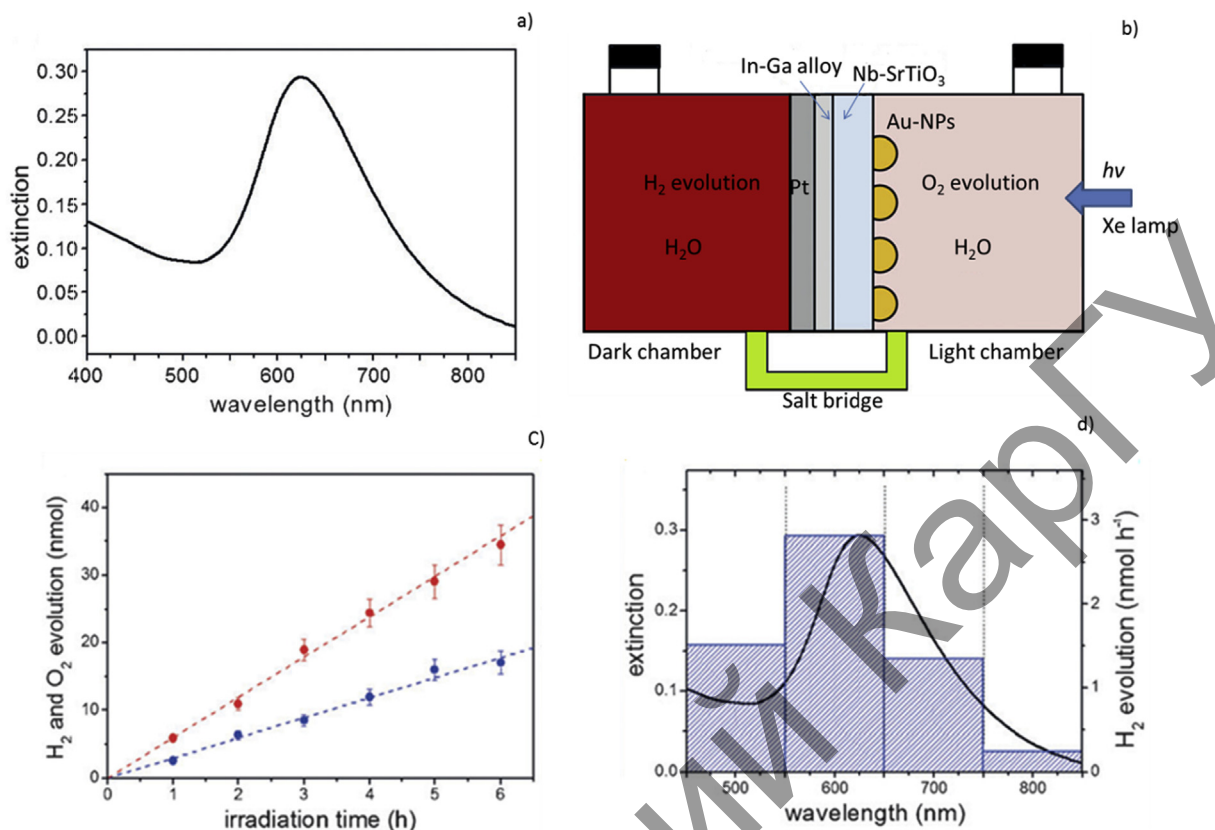 a)
0.30
0.25
0.20
0.15
0.10
0.05
0.00
extinction
400 500 600 700 800
wavelength (nm)
b)
In-Ga alloy
Nb-SrTiO3
Au-NPs
H2 evolution
Pt
O2 evolution
hν
H2O
H2O
Xe lamp
Dark chamber
Light chamber
Salt bridge
C)
40
30
20
10
0
H2 and O2 evolution (nmol)
0 1 2 3 4 5 6
irradiation time (h)
d)
0.3
0.2
0.1
0.0
extinction
3
2
1
0
H2 evolution (nmol h-1)
500 600 700 800
wavelength (nm)
ий КарГУ